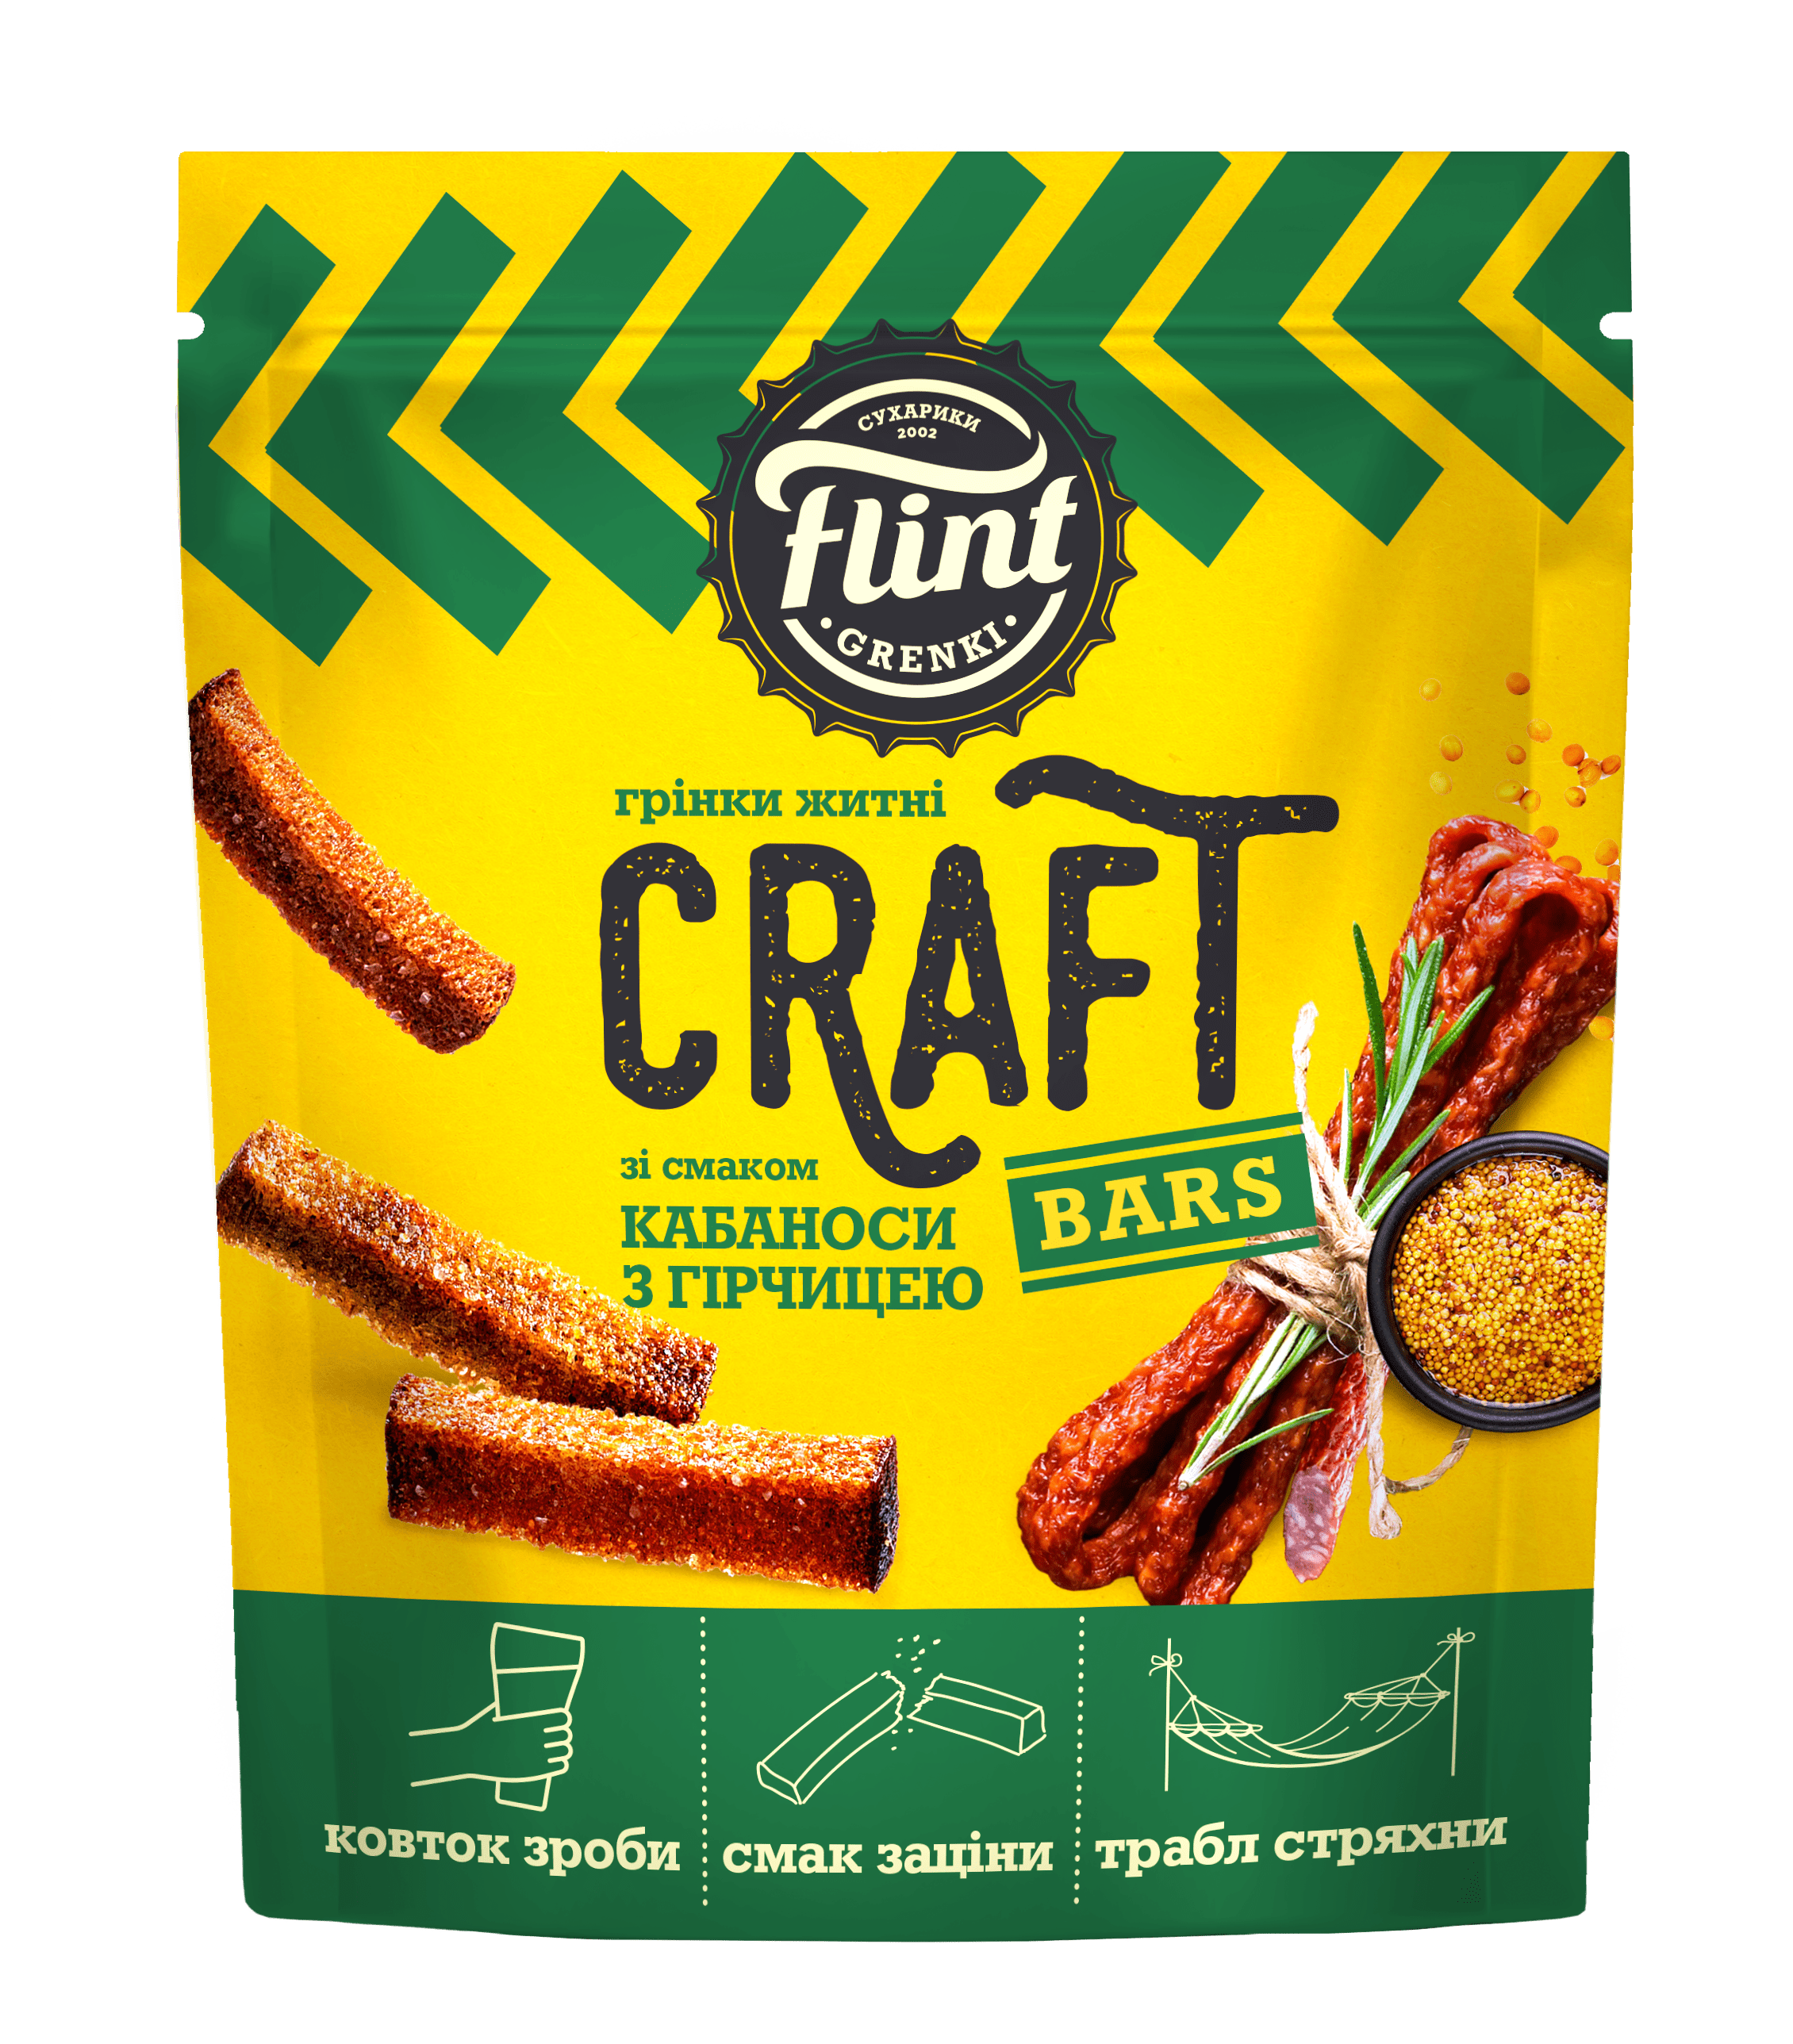 СУХАРИКИ
2002
flint
• GRENKI •
грінки житні
CRAFT
BARS
зі смаком
КАБАНОСИ
З ГІРЧИЦЕЮ
ковток зроби
смак заціни
трабл стряхни